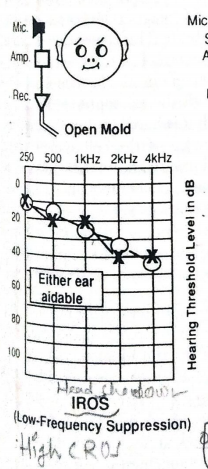 Mic.
Mic
Amp.
Rec.
Open Mold
250 500 1kHz 2kHz 4kHz
0
20
40
60
80
100
Hearing Threshold Level in dB
Either ear
aidable
Head Shadow
IROS
(Low-Frequency Suppression)
High CROS